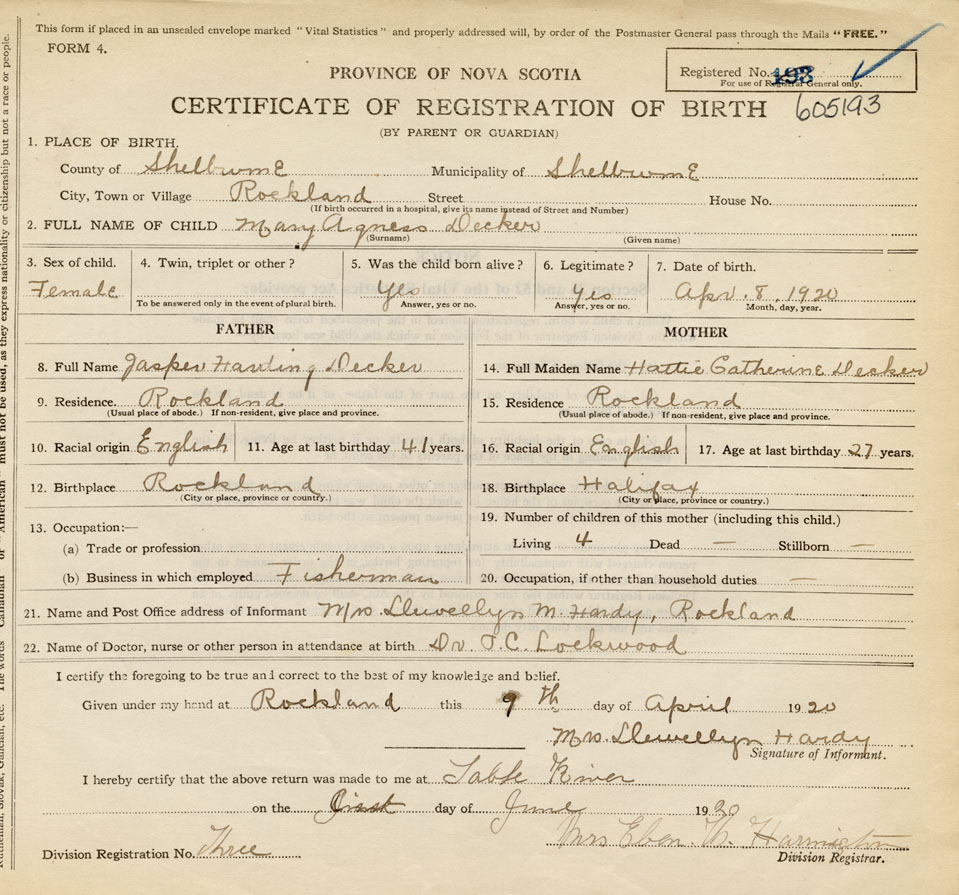 This form if placed in an unsealed envelope marked "Vital Statistics" and properly addressed will, by order of the Postmaster General pass through the Mails "FREE."
FORM 4.
PROVINCE OF NOVA SCOTIA
Registered No. 193
For use of Registrar General only.
CERTIFICATE OF REGISTRATION OF BIRTH 605193
(BY PARENT OR GUARDIAN)
1. PLACE OF BIRTH.
County of Shelburne Municipality of Shelburne
City, Town or Village Rockland Street House No.
(If birth occurred in a hospital, give its name instead of Street and Number)
2. FULL NAME OF CHILD Mary Agness Decker
(Surname) (Given name)
3. Sex of child. 4. Twin, triplet or other? 5. Was the child born alive? 6. Legitimate? 7. Date of birth.
Female Yes Yes Apr. 8, 1920
To be answered only in the event of plural birth. Answer, yes or no. Answer, yes or no. Month, day, year.
FATHER MOTHER
8. Full Name Jasper Harding Decker 14. Full Maiden Name Hattie Catherine Decker
9. Residence. Rockland 15. Residence Rockland
(Usual place of abode.) If non-resident, give place and province. (Usual place of abode.) If non-resident, give place and province.
10. Racial origin English 11. Age at last birthday 41 years. 16. Racial origin English 17. Age at last birthday 27 years.
12. Birthplace Rockland 18. Birthplace Halifax
(City or place, province or country.) (City or place, province or country.)
13. Occupation:— 19. Number of children of this mother (including this child.)
(a) Trade or profession Living 4 Dead — Stillborn —
(b) Business in which employed Fisherman 20. Occupation, if other than household duties —
21. Name and Post Office address of Informant Mrs. Llewellyn M. Hardy, Rockland
22. Name of Doctor, nurse or other person in attendance at birth Dr. T.C. Lockwood
I certify the foregoing to be true and correct to the best of my knowledge and belief.
Given under my hand at Rockland this 9th day of April 1920
Mrs. Llewellyn Hardy
Signature of Informant.
I hereby certify that the above return was made to me at Sable River
on the First day of June 1920
Mrs Eben Harrington
Division Registration No. Three Division Registrar.